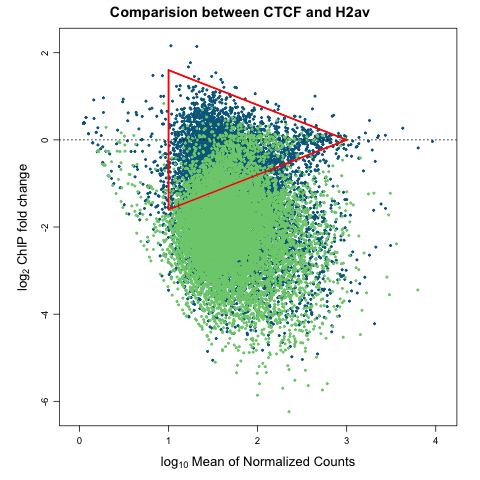 Comparision between CTCF and H2av
2
0
-2
-4
-6
log2 ChIP fold change
0 1 2 3 4
log10 Mean of Normalized Counts